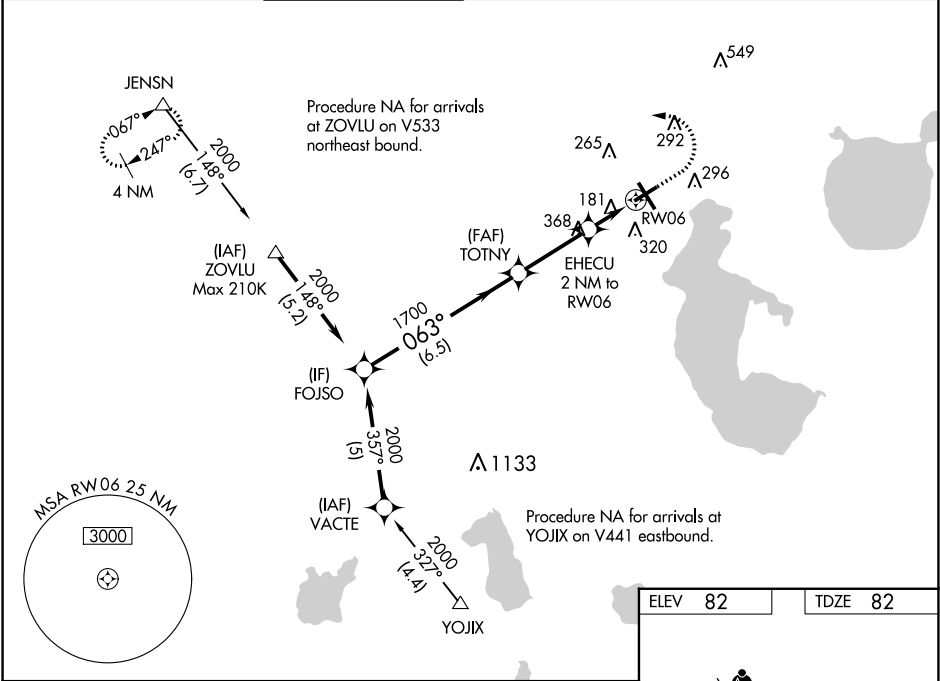 549
JENSN
Procedure NA for arrivals
at ZOVLU on V533
northeast bound.
067°
247°
4 NM
2000
148°
(6.7)
265
292
296
181
368
RW06
320
(FAF)
TOTNY
EHECU
2 NM to
RW06
(IAF)
ZOVLU
Max 210K
2000
148°
(5.2)
1700
063°
(6.5)
(IF)
FOJSO
2000
357°
(5)
1133
(IAF)
VACTE
Procedure NA for arrivals at
YOJIX on V441 eastbound.
2000
327°
(4.4)
YOJIX
MSA RW06 25 NM
3000
ELEV 82
TDZE 82